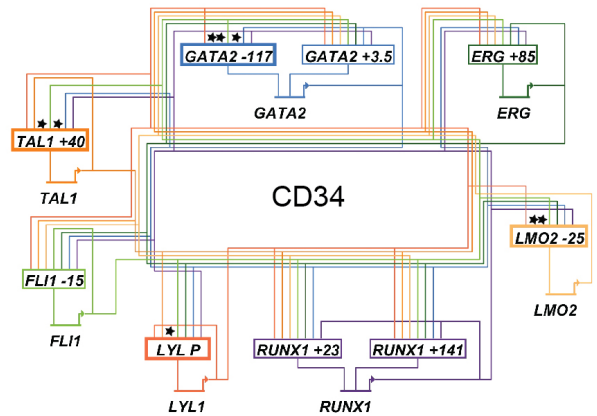 GATA2 -117
GATA2 +3.5
ERG +85
GATA2
ERG
TAL1 +40
TAL1
CD34
LMO2 -25
FLI1 -15
LMO2
FLI1
LYL P
RUNX1 +23
RUNX1 +141
LYL1
RUNX1